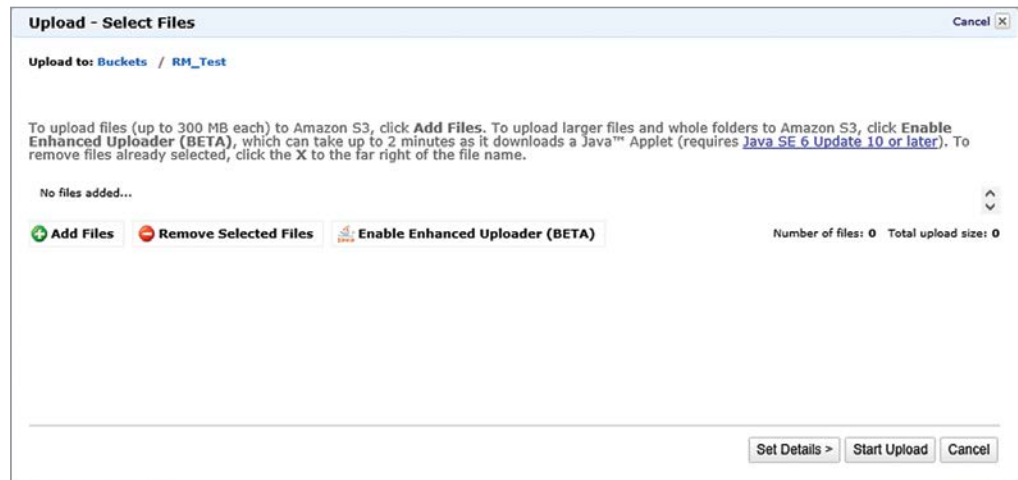 Upload - Select Files
Cancel X
Upload to: Buckets / RM_Test
To upload files (up to 300 MB each) to Amazon S3, click Add Files. To upload larger files and whole folders to Amazon S3, click Enable
Enhanced Uploader (BETA), which can take up to 2 minutes as it downloads a Java™ Applet (requires Java SE 6 Update 10 or later). To
remove files already selected, click the X to the far right of the file name.
No files added...
Add Files Remove Selected Files Enable Enhanced Uploader (BETA) Number of files: 0 Total upload size: 0
Set Details > Start Upload Cancel